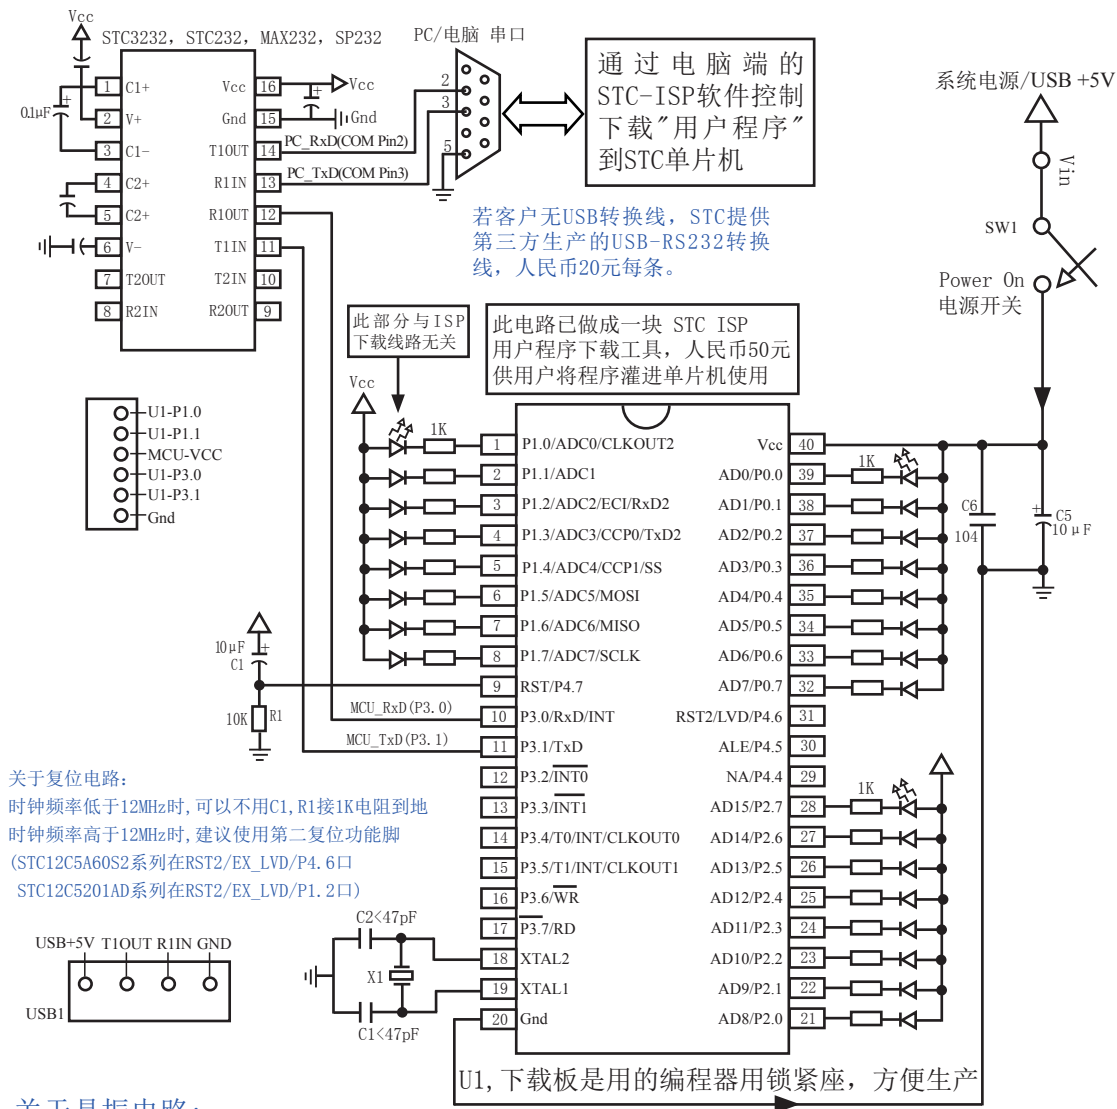 Vcc
STC3232, STC232, MAX232, SP232
PC/电脑 串口
1 C1+
2 V+
3 C1-
4 C2+
5 C2+
6 V-
7 T2OUT
8 R2IN
Vcc 16
Gnd 15
T1OUT 14
R1IN 13
R1OUT 12
T1IN 11
T2IN 10
R2OUT 9
0.1μF
+
+
Vcc
Gnd
PC_RxD(COM Pin2)
PC_TxD(COM Pin3)
2
3
5
通过电脑端的
STC-ISP软件控制
下载"用户程序"
到STC单片机
若客户无USB转换线，STC提供
第三方生产的USB-RS232转换
线，人民币20元每条。
系统电源/USB +5V
Vin
SW1
Power On
电源开关
此部分与ISP
下载线路无关
此电路已做成一块 STC ISP
用户程序下载工具，人民币50元
供用户将程序灌进单片机使用
U1-P1.0
U1-P1.1
MCU-VCC
U1-P3.0
U1-P3.1
Gnd
Vcc
1K
1 P1.0/ADC0/CLKOUT2
2 P1.1/ADC1
3 P1.2/ADC2/ECI/RxD2
4 P1.3/ADC3/CCP0/TxD2
5 P1.4/ADC4/CCP1/SS
6 P1.5/ADC5/MOSI
7 P1.6/ADC6/MISO
8 P1.7/ADC7/SCLK
9 RST/P4.7
10 P3.0/RxD/INT
11 P3.1/TxD
12 P3.2/INT0
13 P3.3/INT1
14 P3.4/T0/INT/CLKOUT0
15 P3.5/T1/INT/CLKOUT1
16 P3.6/WR
17 P3.7/RD
18 XTAL2
19 XTAL1
20 Gnd
Vcc 40
AD0/P0.0 39
AD1/P0.1 38
AD2/P0.2 37
AD3/P0.3 36
AD4/P0.4 35
AD5/P0.5 34
AD6/P0.6 33
AD7/P0.7 32
RST2/LVD/P4.6 31
ALE/P4.5 30
NA/P4.4 29
AD15/P2.7 28
AD14/P2.6 27
AD13/P2.5 26
AD12/P2.4 25
AD11/P2.3 24
AD10/P2.2 23
AD9/P2.1 22
AD8/P2.0 21
1K
1K
C6
104
+
C5
10μF
10μF
+
C1
10K
R1
MCU_RxD(P3.0)
MCU_TxD(P3.1)
关于复位电路：
时钟频率低于12MHz时,可以不用C1,R1接1K电阻到地
时钟频率高于12MHz时,建议使用第二复位功能脚
(STC12C5A60S2系列在RST2/EX_LVD/P4.6口
STC12C5201AD系列在RST2/EX_LVD/P1.2口)
USB+5V T1OUT R1IN GND
USB1
C2<47pF
X1
C1<47pF
U1,下载板是用的编程器用锁紧座，方便生产
关于晶振电路：